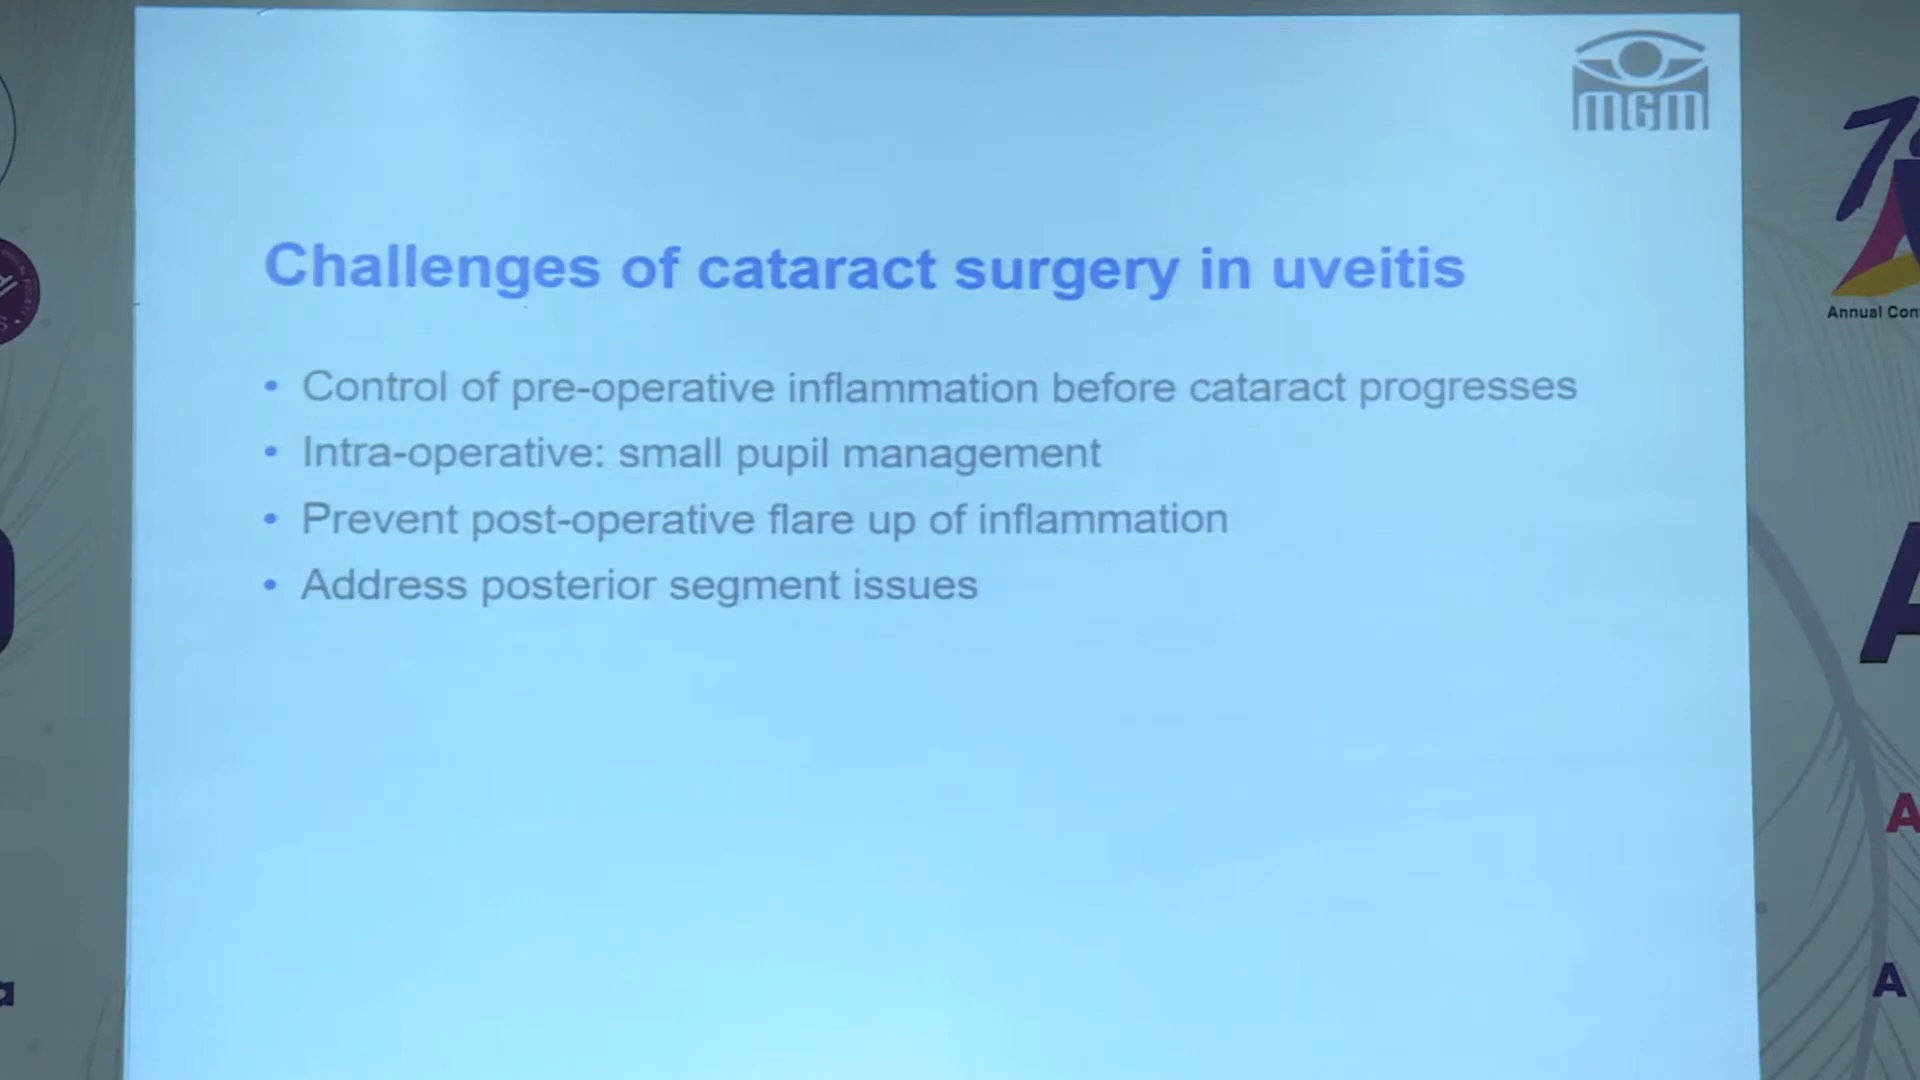 MGM
Challenges of cataract surgery in uveitis
• Control of pre-operative inflammation before cataract progresses
• Intra-operative: small pupil management
• Prevent post-operative flare up of inflammation
• Address posterior segment issues
Annual Con
A
A
A
a